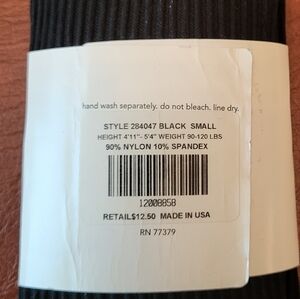 hand wash separately. do not bleach. line dry.
STYLE 284047 BLACK SMALL
HEIGHT 4'11"- 5'4" WEIGHT 90-120 LBS
90% NYLON 10% SPANDEX
12008858
RETAIL$12.50 MADE IN USA
RN 77379